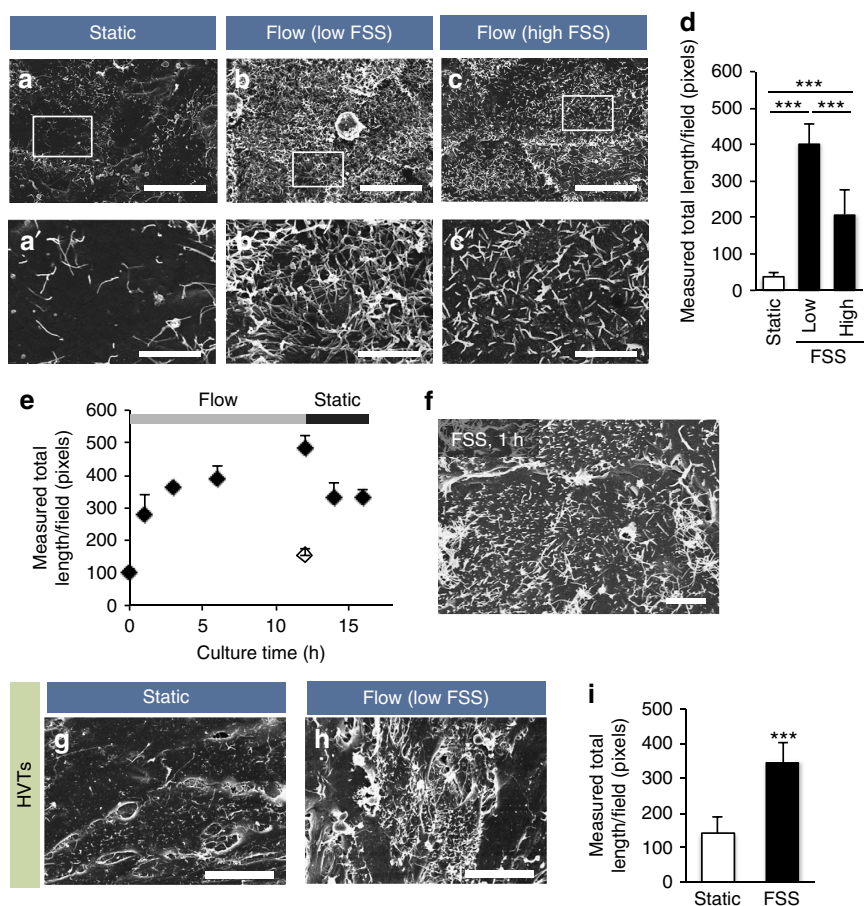 Static
Flow (low FSS)
Flow (high FSS)
a
b
c
a′
b′
c′
d
Measured total length/field (pixels)
600
500
400
300
200
100
0
***
*** ***
Static
Low
High
FSS
e
Flow
Static
Measured total
length/field (pixels)
600
500
400
300
200
100
0
0 5 10 15
Culture time (h)
f
FSS, 1 h
HVTs
Static
Flow (low FSS)
g
h
i
Measured total
length/field (pixels)
500
400
300
200
100
0
***
Static FSS